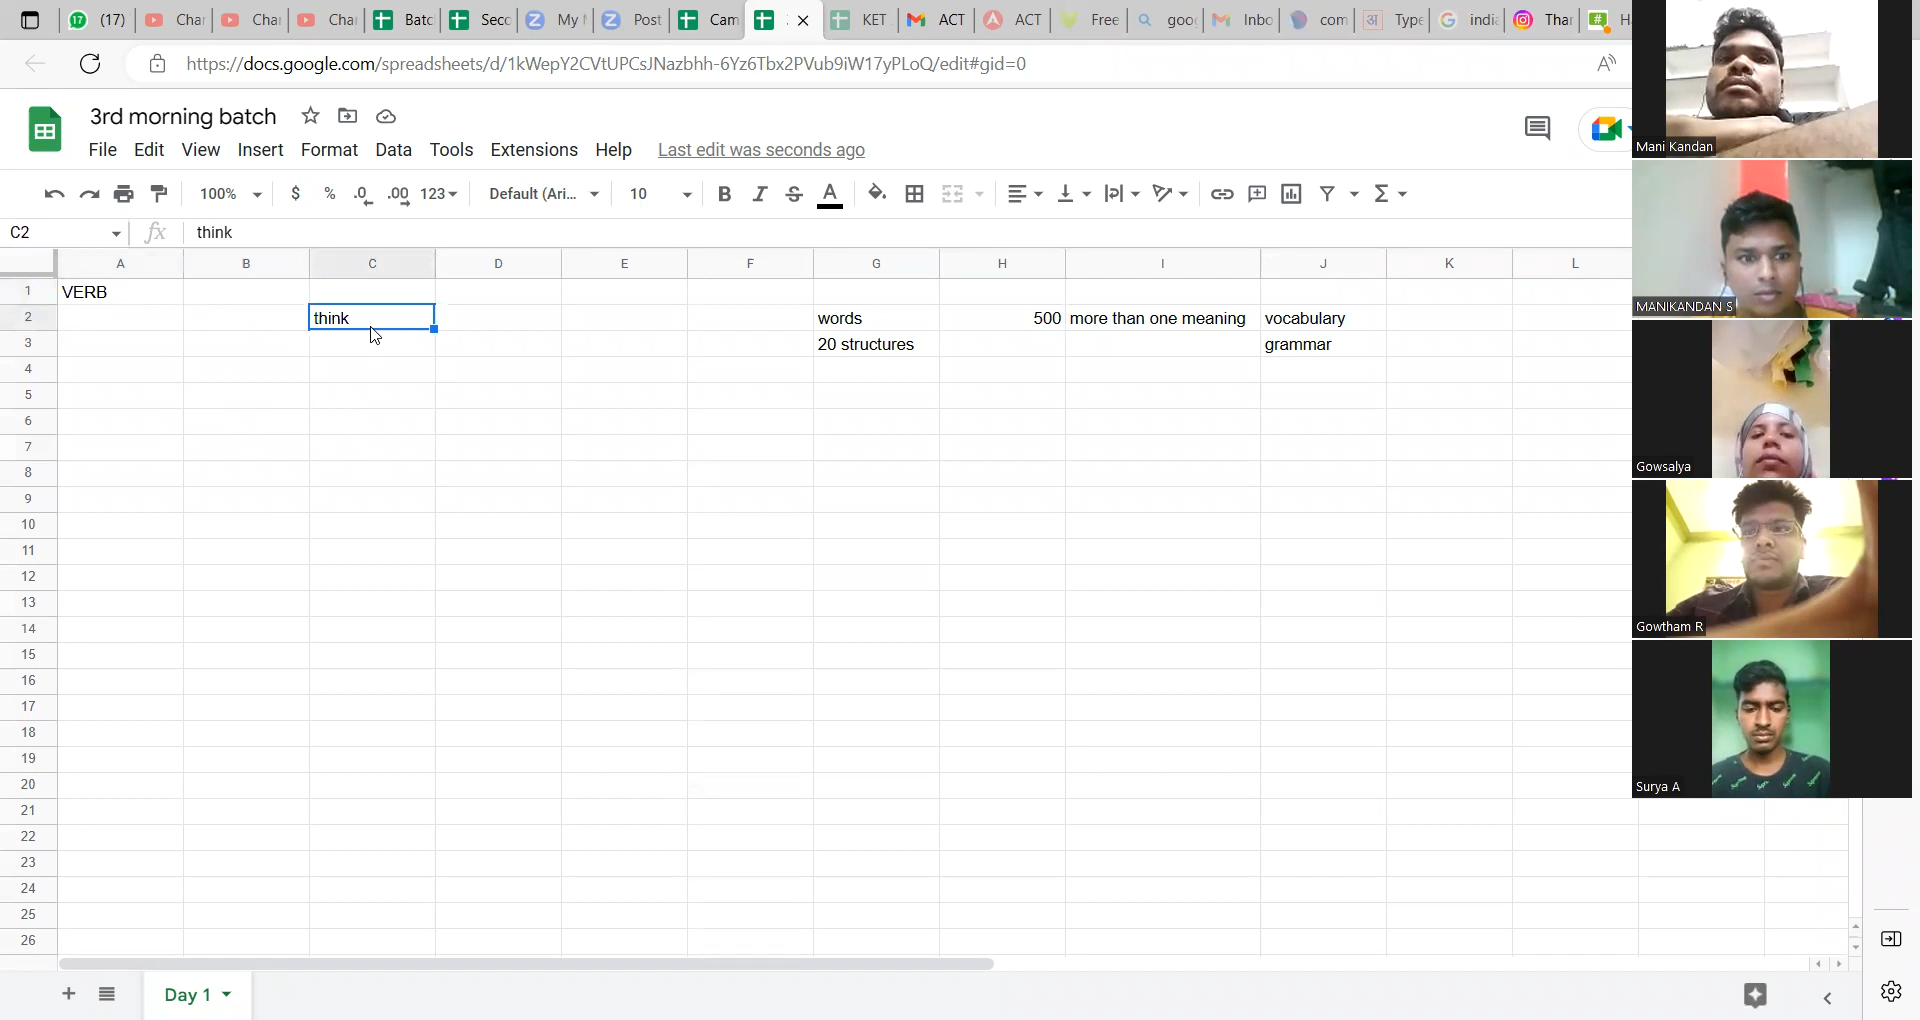 (17)
Char
Cha
Cha
Batc
Secc
My
Post
Cam
KET
ACT
ACT
Free
goo
Inbo
com
Type
indi
Thar
https://docs.google.com/spreadsheets/d/1kWepY2CVtUPCsJNazbhh-6Yz6Tbx2PVub9iW17yPLoQ/edit#gid=0
3rd morning batch
File Edit View Insert Format Data Tools Extensions Help Last edit was seconds ago
100% $ % .0 .00 123 Default (Ari... 10 B I S A
C2 fx think
A B C D E F G H I J K L
1 VERB
2 think words 500 more than one meaning vocabulary
3 20 structures grammar
4
5
6
7
8
9
10
11
12
13
14
15
16
17
18
19
20
21
22
23
24
25
26
Day 1
Mani Kandan
MANIKANDAN S
Gowsalya
Gowtham R
Surya A